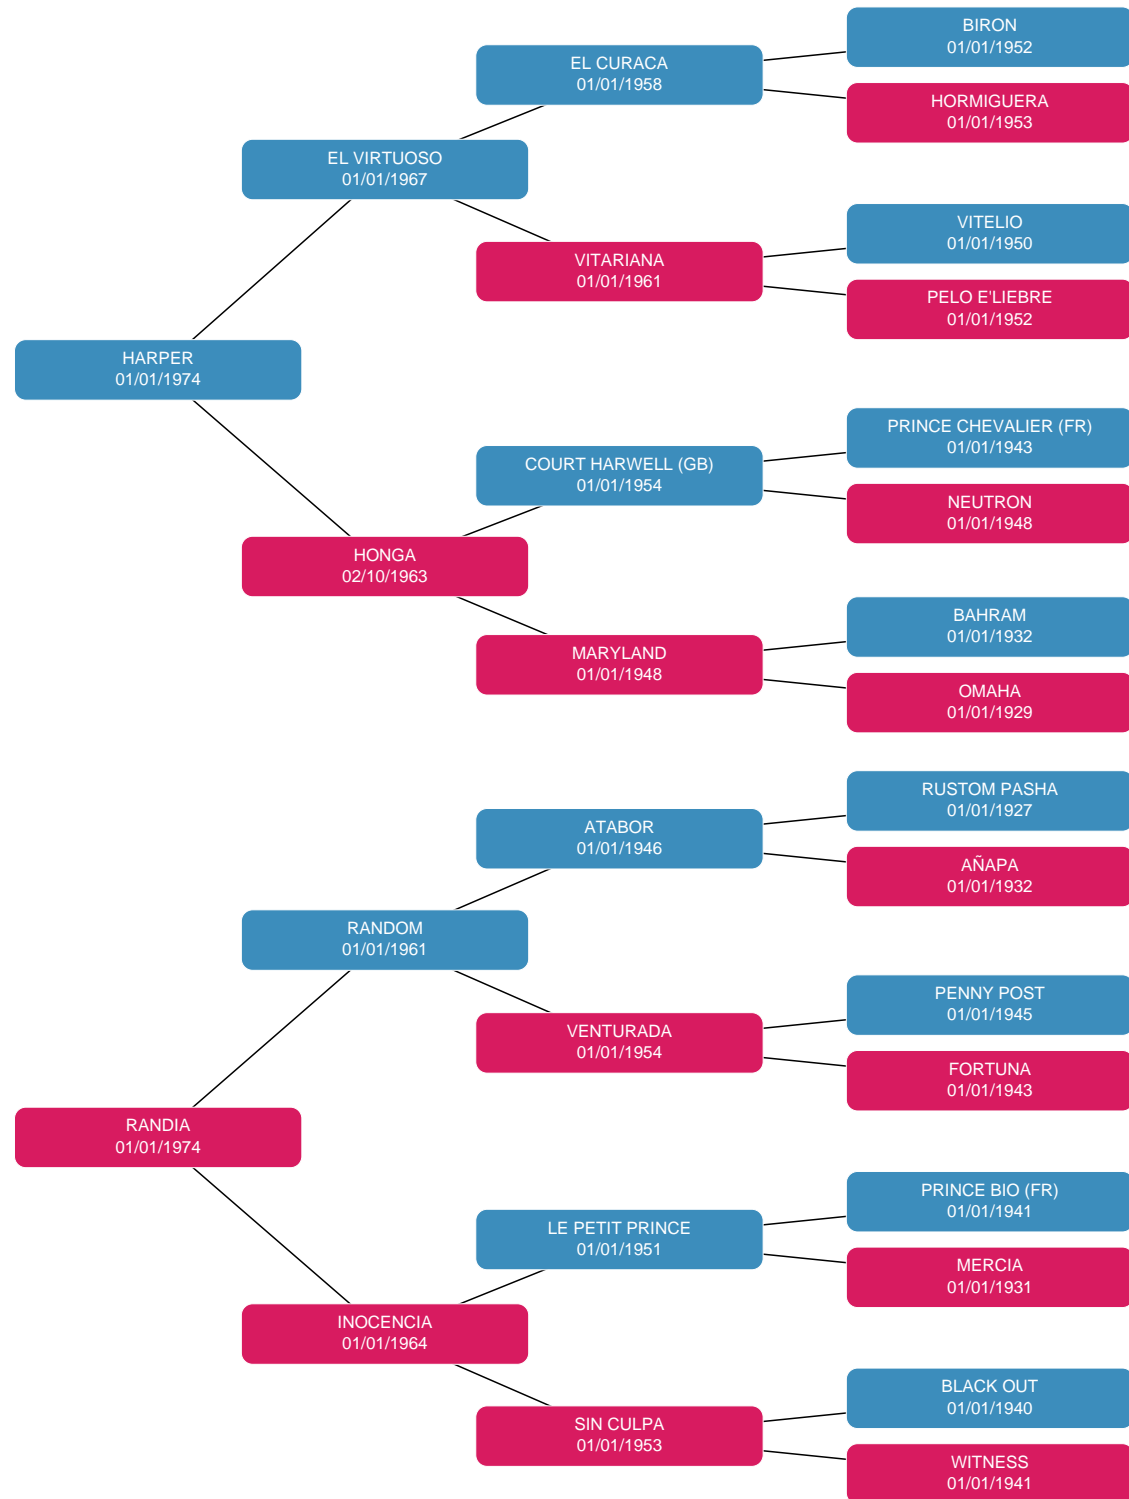 BIRON
01/01/1952
EL CURACA
01/01/1958
HORMIGUERA
01/01/1953
EL VIRTUOSO
01/01/1967
VITELIO
01/01/1950
VITARIANA
01/01/1961
PELO E'LIEBRE
01/01/1952
HARPER
01/01/1974
PRINCE CHEVALIER (FR)
01/01/1943
COURT HARWELL (GB)
01/01/1954
NEUTRON
01/01/1948
HONGA
02/10/1963
BAHRAM
01/01/1932
MARYLAND
01/01/1948
OMAHA
01/01/1929
RUSTOM PASHA
01/01/1927
ATABOR
01/01/1946
AÑAPA
01/01/1932
RANDOM
01/01/1961
PENNY POST
01/01/1945
VENTURADA
01/01/1954
FORTUNA
01/01/1943
RANDIA
01/01/1974
PRINCE BIO (FR)
01/01/1941
LE PETIT PRINCE
01/01/1951
MERCIA
01/01/1931
INOCENCIA
01/01/1964
BLACK OUT
01/01/1940
SIN CULPA
01/01/1953
WITNESS
01/01/1941